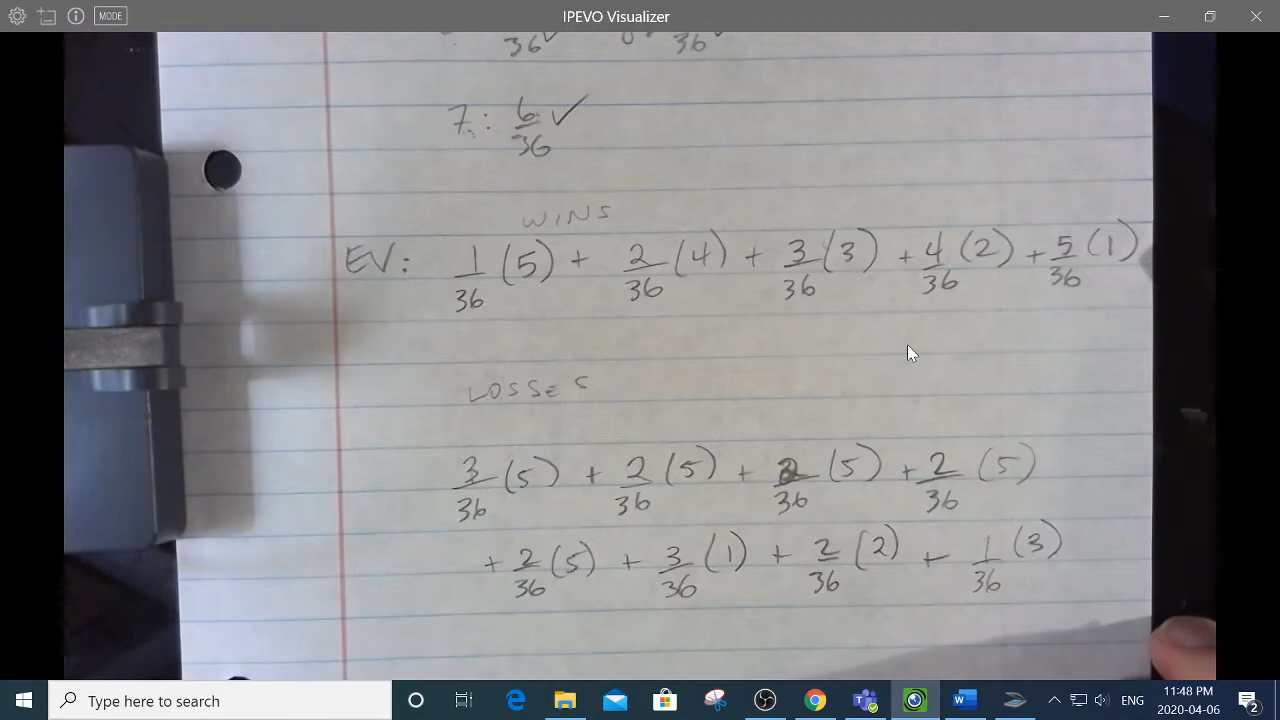 MODE
IPEVO Visualizer
36✓ 36✓
7: 6/36 ✓
WINS
EV: 1/36 (5) + 2/36 (4) + 3/36 (3) + 4/36 (2) + 5/36 (1)
LOSSES
3/36 (5) + 2/36 (5) + 2/36 (5) + 2/36 (5)
+ 2/36 (5) + 3/36 (1) + 2/36 (2) + 1/36 (3)
Type here to search
ENG
11:48 PM
2020-04-06
2